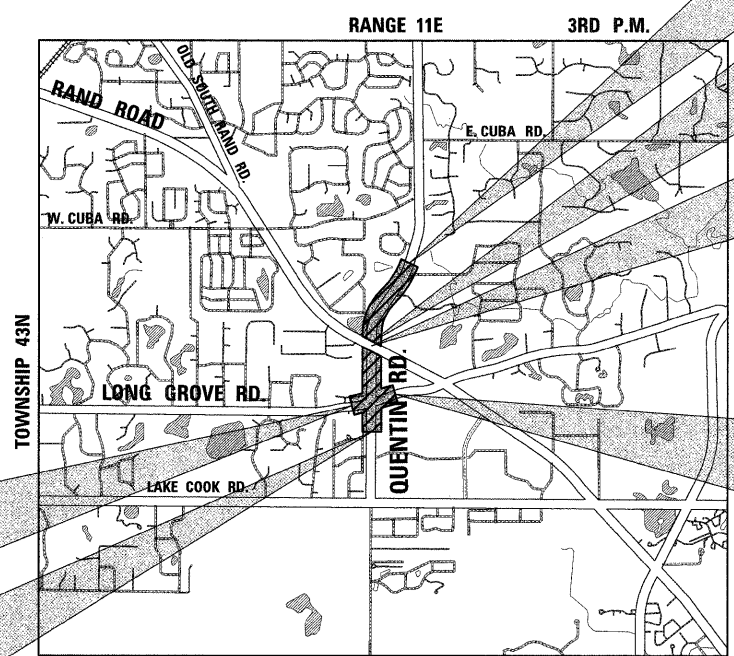 RANGE 11E
3RD P.M.
OLD SOUTH RAND RD.
RAND ROAD
E. CUBA RD.
W. CUBA RD.
TOWNSHIP 43N
LONG GROVE RD.
QUENTIN RD.
LAKE COOK RD.